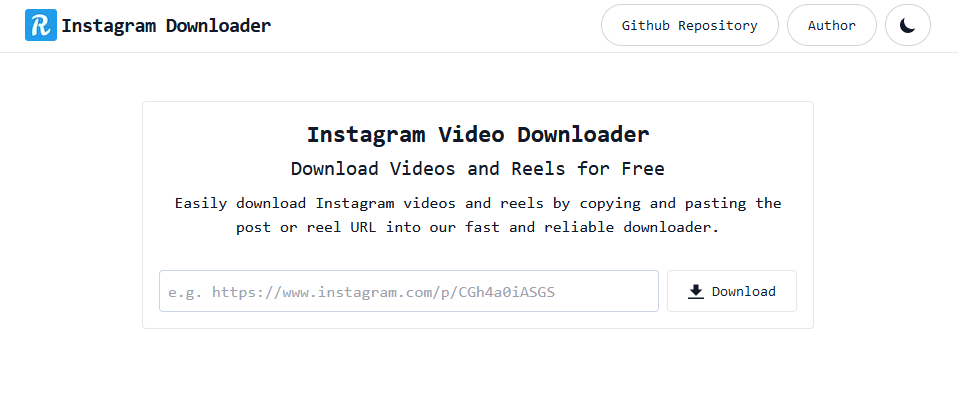 R Instagram Downloader
Github Repository
Author
Instagram Video Downloader
Download Videos and Reels for Free
Easily download Instagram videos and reels by copying and pasting the
post or reel URL into our fast and reliable downloader.
e.g. https://www.instagram.com/p/CGh4a0iASGS
Download